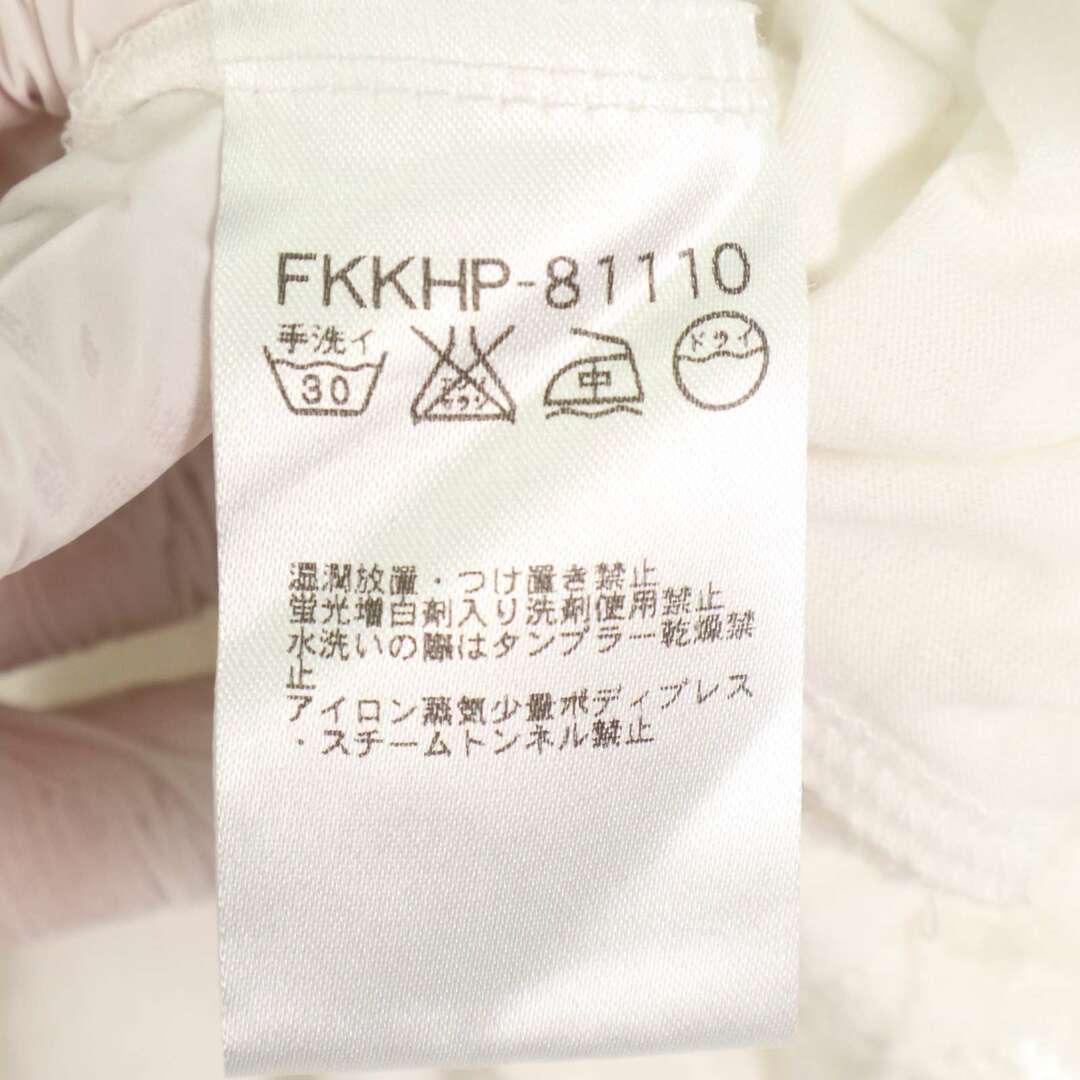 FKKHP-81110
手洗イ
30
エンソ
サラシ
中
ドライ
湿潤放置・つけ置き禁止
蛍光増白剤入り洗剤使用禁止
水洗いの際はタンブラー乾燥禁
止
アイロン蒸気少量ボディプレス
・スチームトンネル禁止